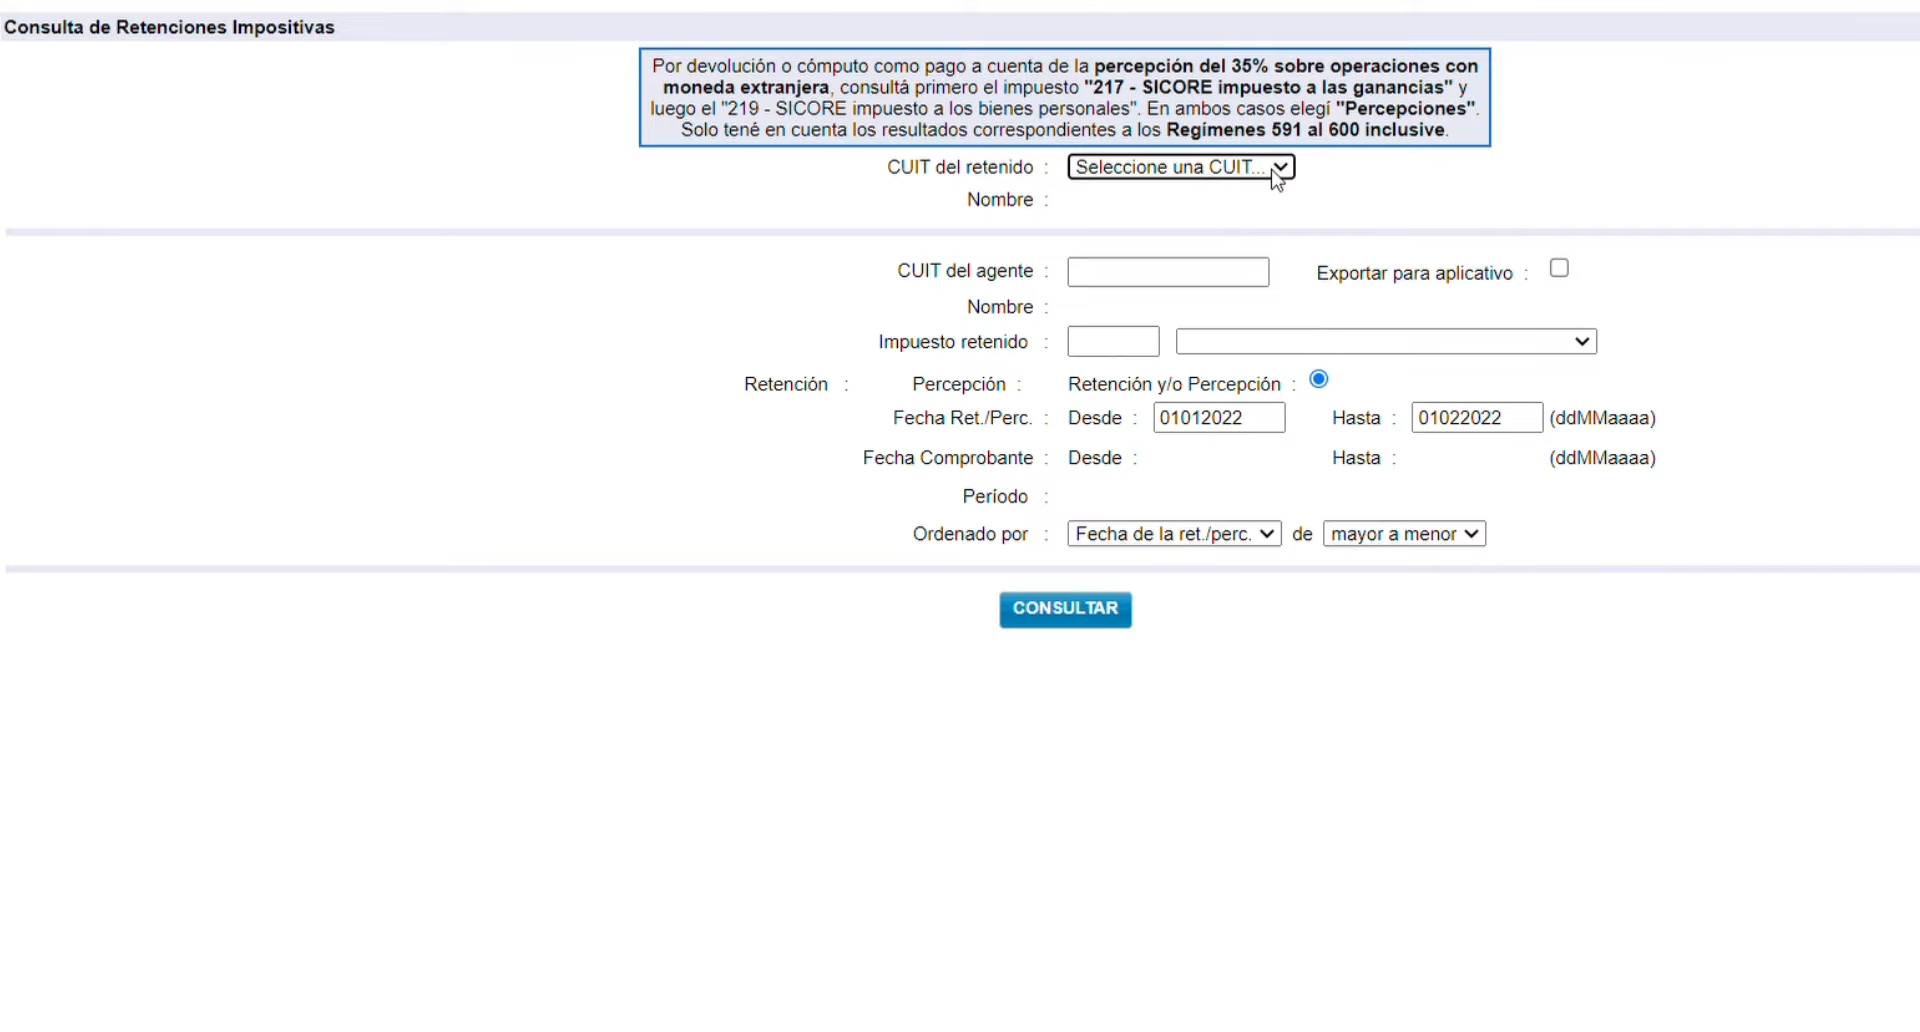 Consulta de Retenciones Impositivas
Por devolución o cómputo como pago a cuenta de la percepción del 35% sobre operaciones con
moneda extranjera, consultá primero el impuesto "217 - SICORE impuesto a las ganancias" y
luego el "219 - SICORE impuesto a los bienes personales". En ambos casos elegí "Percepciones".
Solo tené en cuenta los resultados correspondientes a los Regímenes 591 al 600 inclusive.
CUIT del retenido : Seleccione una CUIT...
Nombre :
CUIT del agente : Exportar para aplicativo :
Nombre :
Impuesto retenido :
Retención : Percepción : Retención y/o Percepción :
Fecha Ret./Perc. : Desde : 01012022 Hasta : 01022022 (ddMMaaaa)
Fecha Comprobante : Desde : Hasta : (ddMMaaaa)
Período :
Ordenado por : Fecha de la ret./perc. de mayor a menor
CONSULTAR